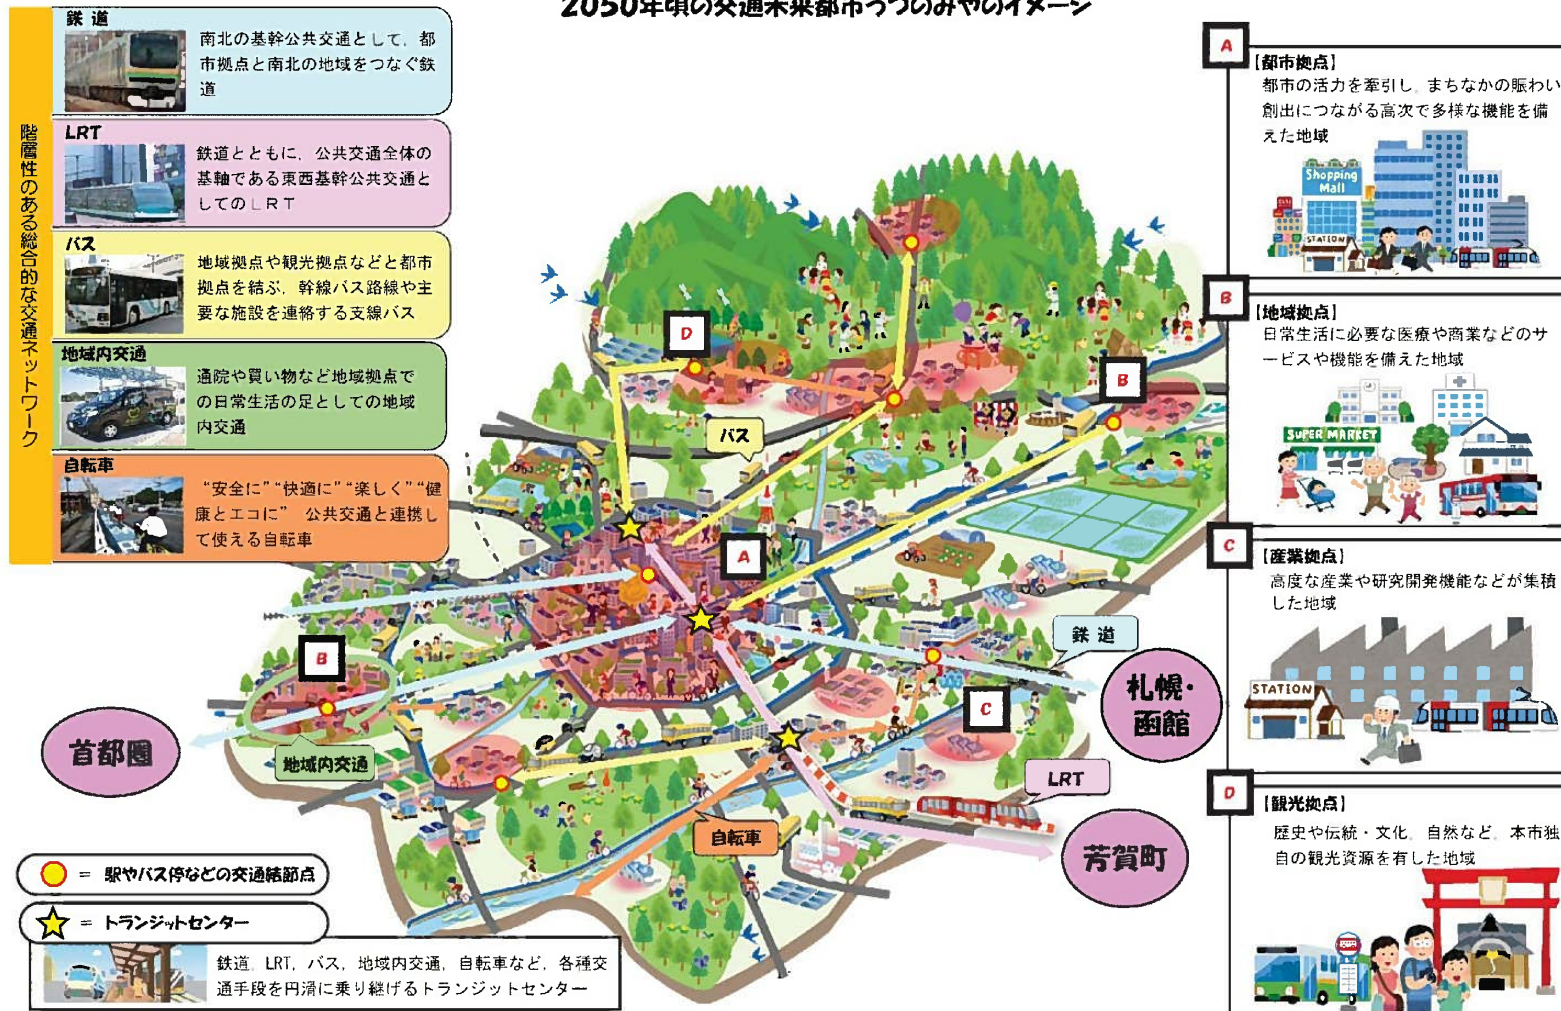 2050年頃の交通未来都市うつのみやのイメージ
階層性のある総合的な交通ネットワーク
鉄 道
南北の基幹公共交通として，都
市拠点と南北の地域をつなぐ鉄
道
LRT
鉄道とともに，公共交通全体の
基軸である東西基幹公共交通と
してのLRT
バス
地域拠点や観光拠点などと都市
拠点を結ぶ，幹線バス路線や主
要な施設を連絡する支線バス
地域内交通
通院や買い物など地域拠点で
の日常生活の足としての地域
内交通
自転車
“安全に”“快適に”“楽しく”“健
康とエコに” 公共交通と連携し
て使える自転車
D
B
バス
A
B
鉄 道
札幌・
函館
C
首都圏
地域内交通
LRT
自転車
芳賀町
= 駅やバス停などの交通結節点
= トランジットセンター
鉄道，LRT，バス，地域内交通，自転車など，各種交
通手段を円滑に乗り継げるトランジットセンター
A
【都市拠点】
都市の活力を牽引し，まちなかの賑わい
創出につながる高次で多様な機能を備
えた地域
Shopping
Mall
STATION
B
【地域拠点】
日常生活に必要な医療や商業などのサ
ービスや機能を備えた地域
SUPER MARKET
C
【産業拠点】
高度な産業や研究開発機能などが集積
した地域
STATION
D
【観光拠点】
歴史や伝統・文化，自然など，本市独
自の観光資源を有した地域